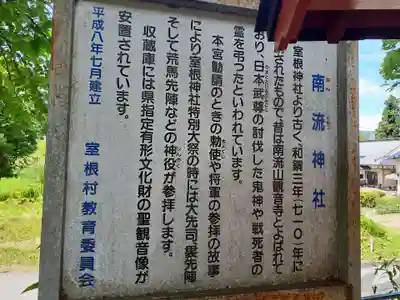 南流神社
室根神社より古く、和銅三年(七一〇)年に
されたもので、昔は南流山観音寺とよばれて
おり、日本武尊の討伐した鬼神や戦死者の
霊を弔ったといわれています。
本宮勧請のときの勅使や将軍の参拝の故事
により室根神社特別大祭の時には大先司、袰先陣
そして荒馬先陣などの神役が参拝します。
収蔵庫には県指定有形文化財の聖観音像が
安置されています。
平成八年七月建立
室根村教育委員会